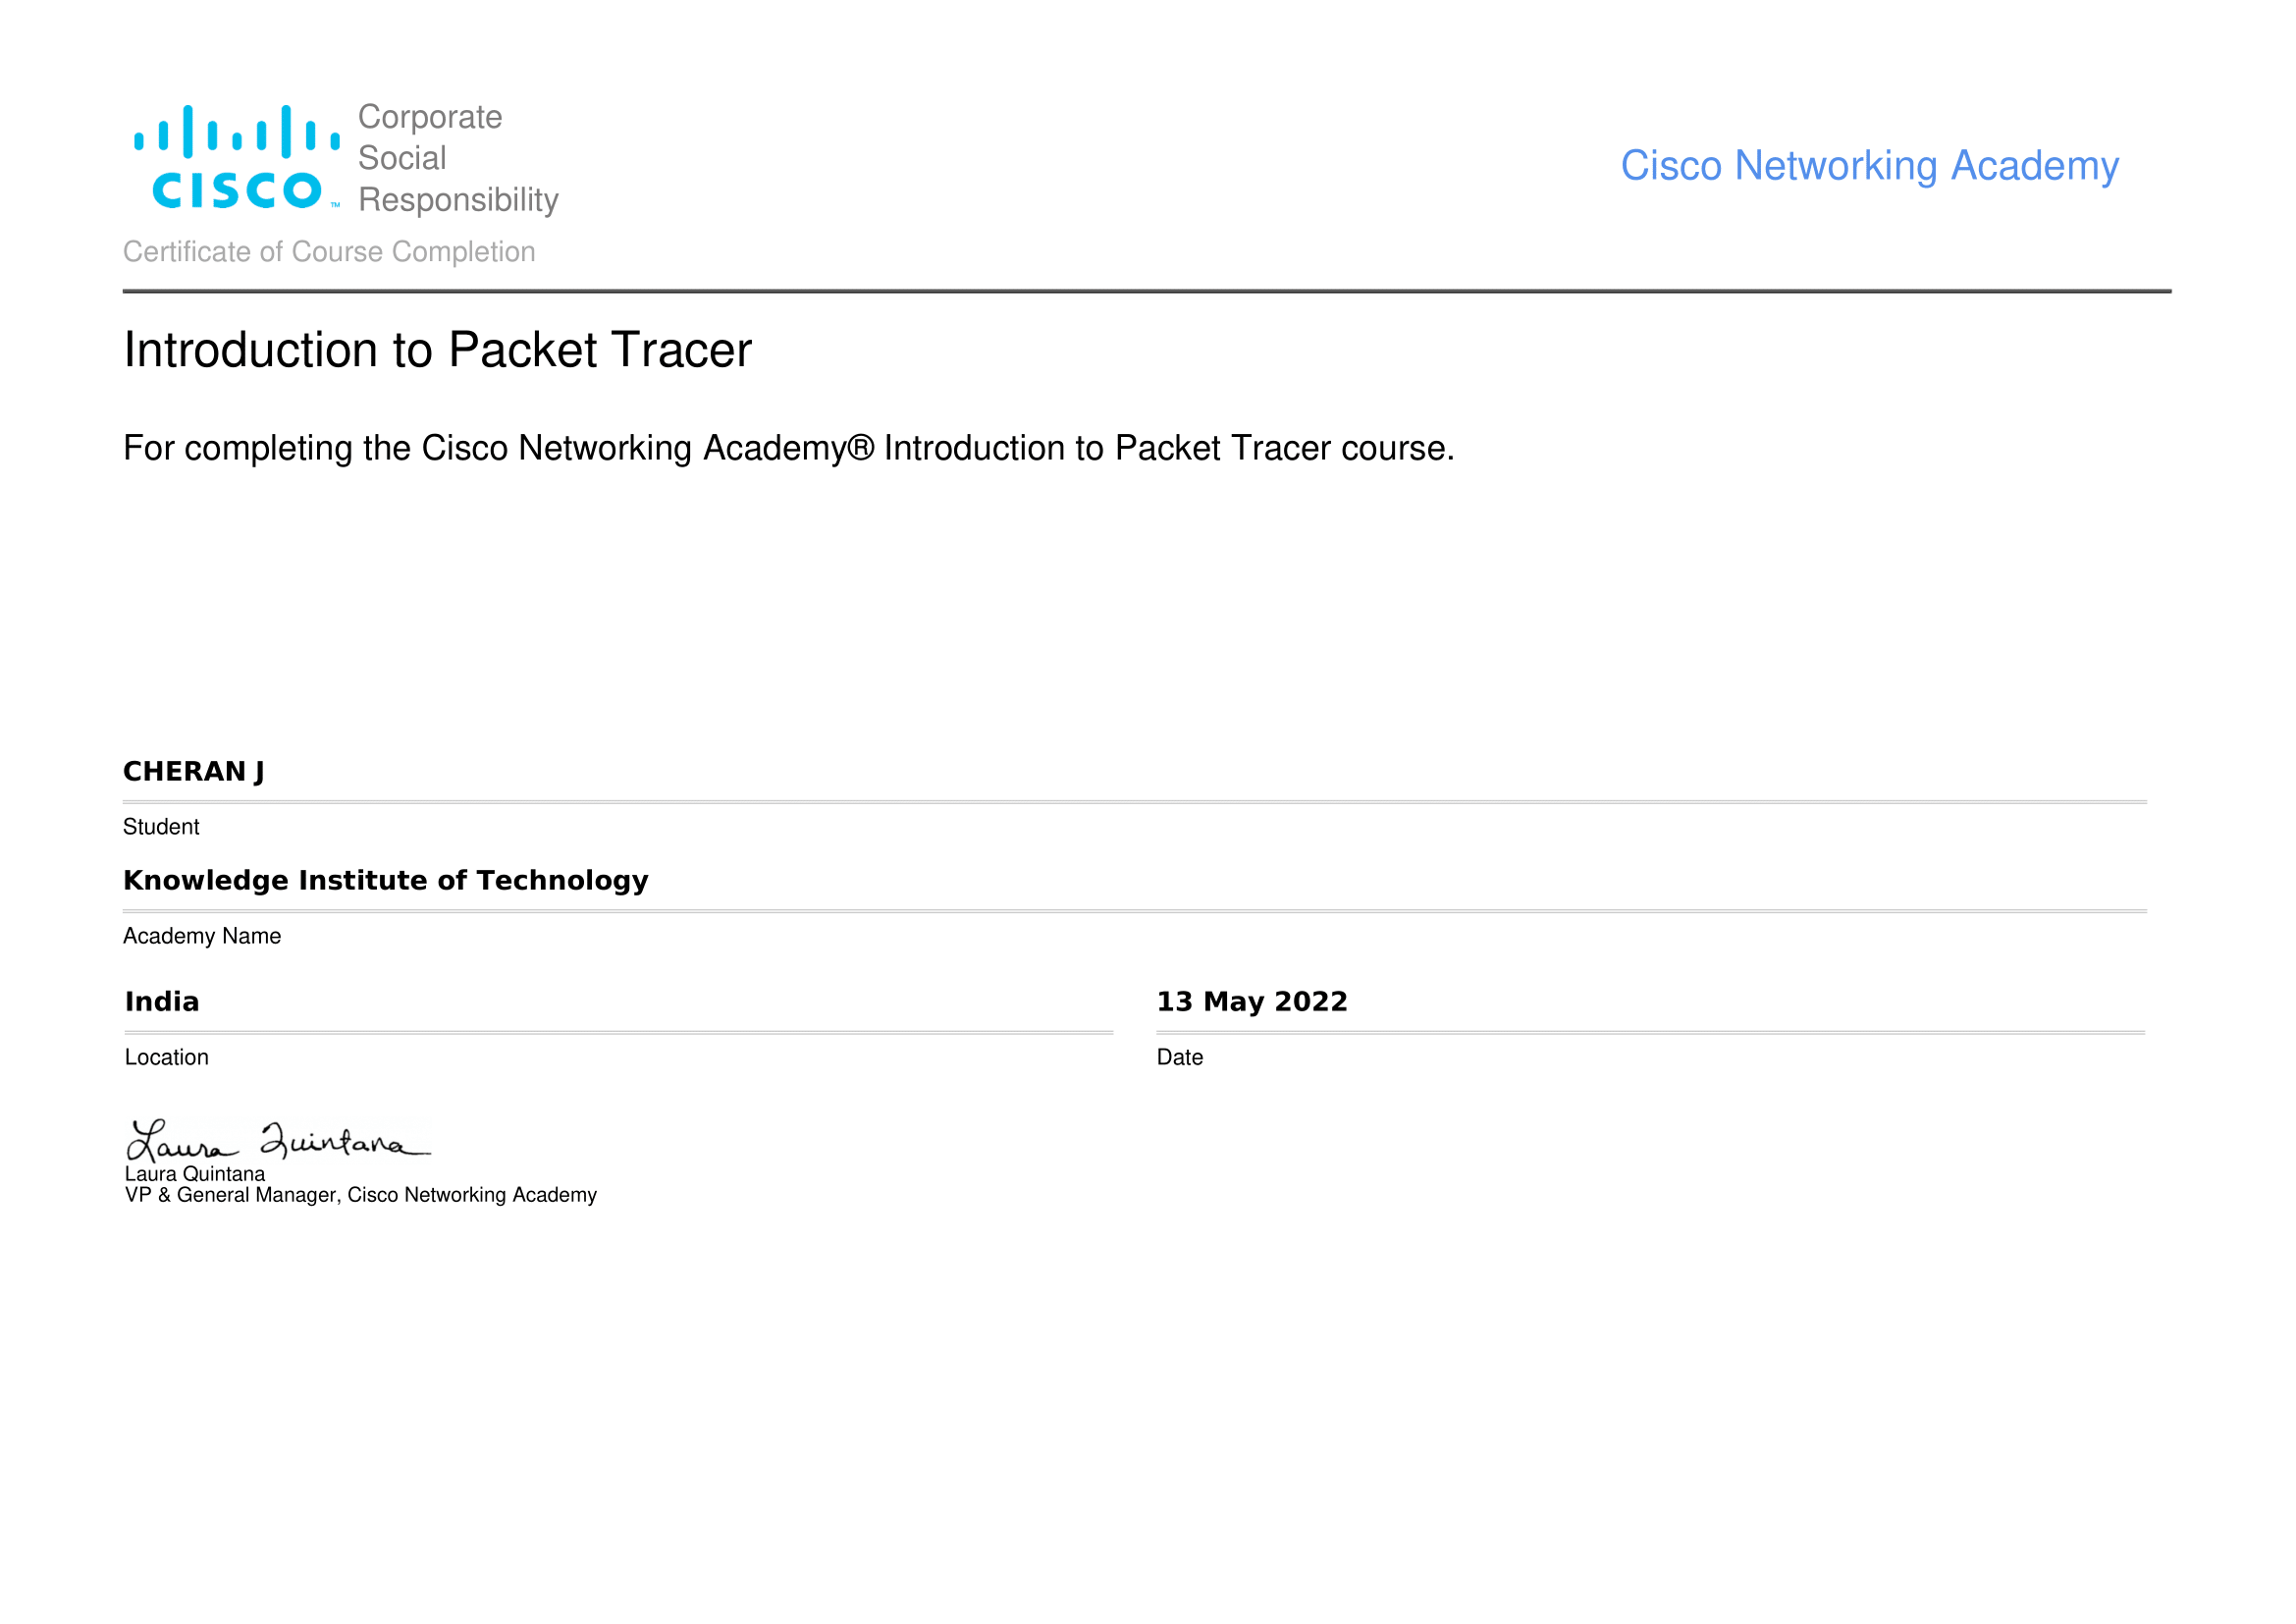 CISCO™
Corporate
Social
Responsibility
Cisco Networking Academy
Certificate of Course Completion
Introduction to Packet Tracer
For completing the Cisco Networking Academy® Introduction to Packet Tracer course.
CHERAN J
Student
Knowledge Institute of Technology
Academy Name
India
13 May 2022
Location
Date
Laura Quintana
Laura Quintana
VP & General Manager, Cisco Networking Academy